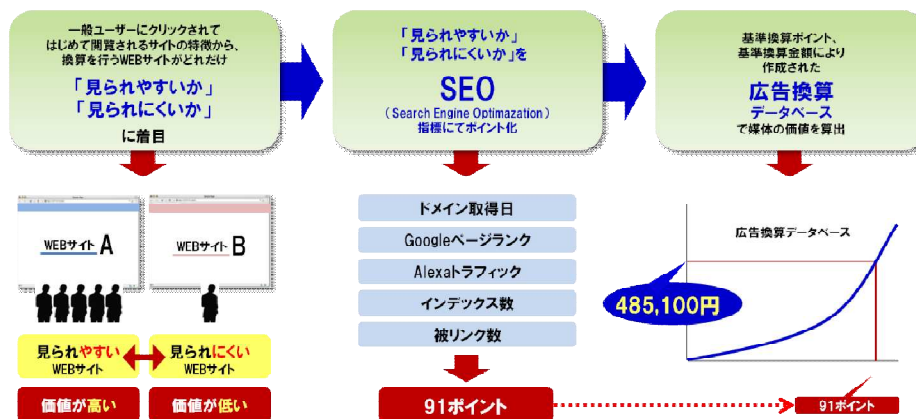 一般ユーザーにクリックされて
はじめて閲覧されるサイトの特徴から、
換算を行うWEBサイトがどれだけ
「見られやすいか」
「見られにくいか」
に着目
「見られやすいか」
「見られにくいか」を
SEO
（Search Engine Optimazation）
指標にてポイント化
基準換算ポイント、
基準換算金額により
作成された
広告換算
データベース
で媒体の価値を算出
WEBサイト A
WEBサイト B
見られやすい
WEBサイト
見られにくい
WEBサイト
価値が高い
価値が低い
ドメイン取得日
Googleページランク
Alexaトラフィック
インデックス数
被リンク数
91ポイント
広告換算データベース
485,100円
91ポイント